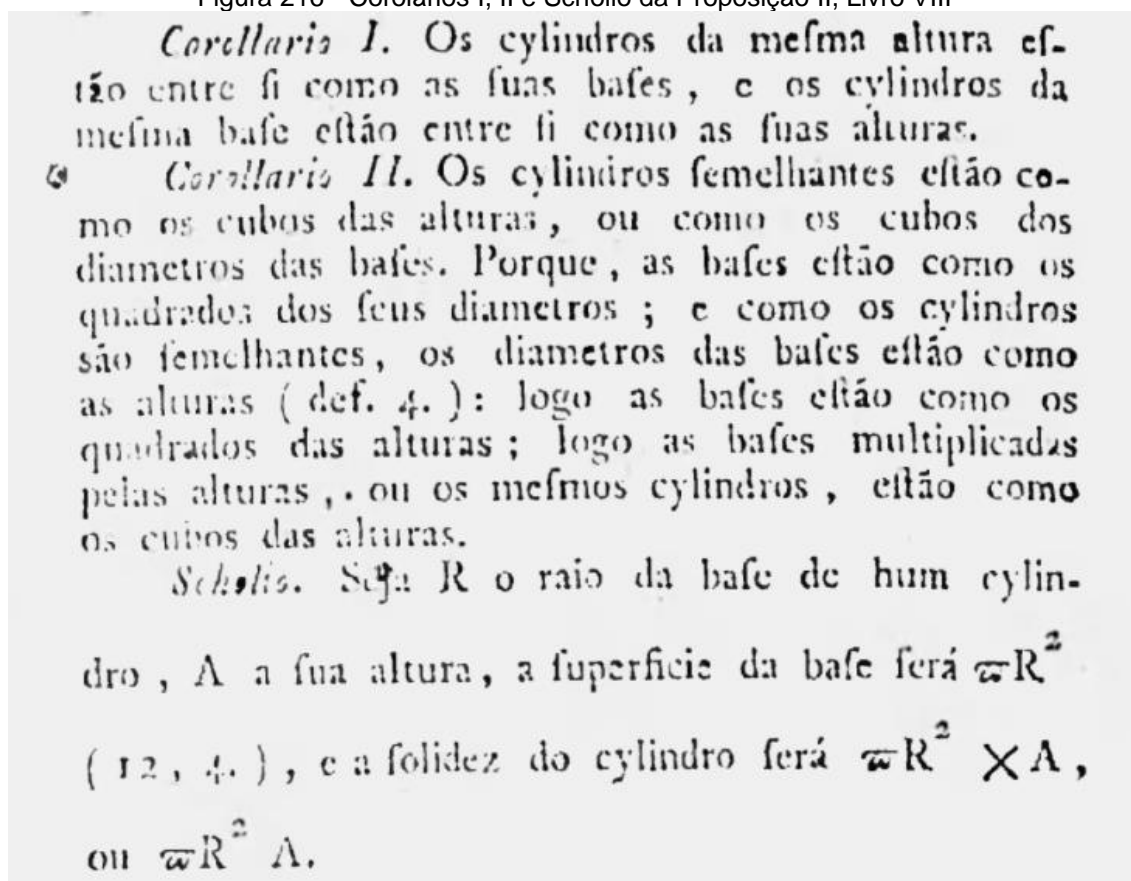 Figura 216 - Corolários I, II e Schólio da Proposição II, Livro VIII
Corollario I. Os cylindros da meſma altura eſ-
tão entre ſi como as ſuas baſes, e os cylindros da
meſma baſe eſtão entre ſi como as ſuas alturas.
Corollario II. Os cylindros ſemelhantes eſtão co-
mo os cubos das alturas, ou como os cubos dos
diametros das baſes. Porque, as baſes eſtão como os
quadrados dos ſeus diametros; e como os cylindros
são ſemelhantes, os diametros das baſes eſtão como
as alturas (def. 4.): logo as baſes eſtão como os
quadrados das alturas; logo as baſes multiplicadas
pelas alturas, ou os meſmos cylindros, eſtão como
os cubos das alturas.
Scholio. Seja R o raio da baſe de hum cylin-
dro, A a ſua altura, a ſuperficie da baſe ſerá ϖR²
(12, 4.), e a ſolidez do cylindro ſerá ϖR² × A,
ou ϖR² A.